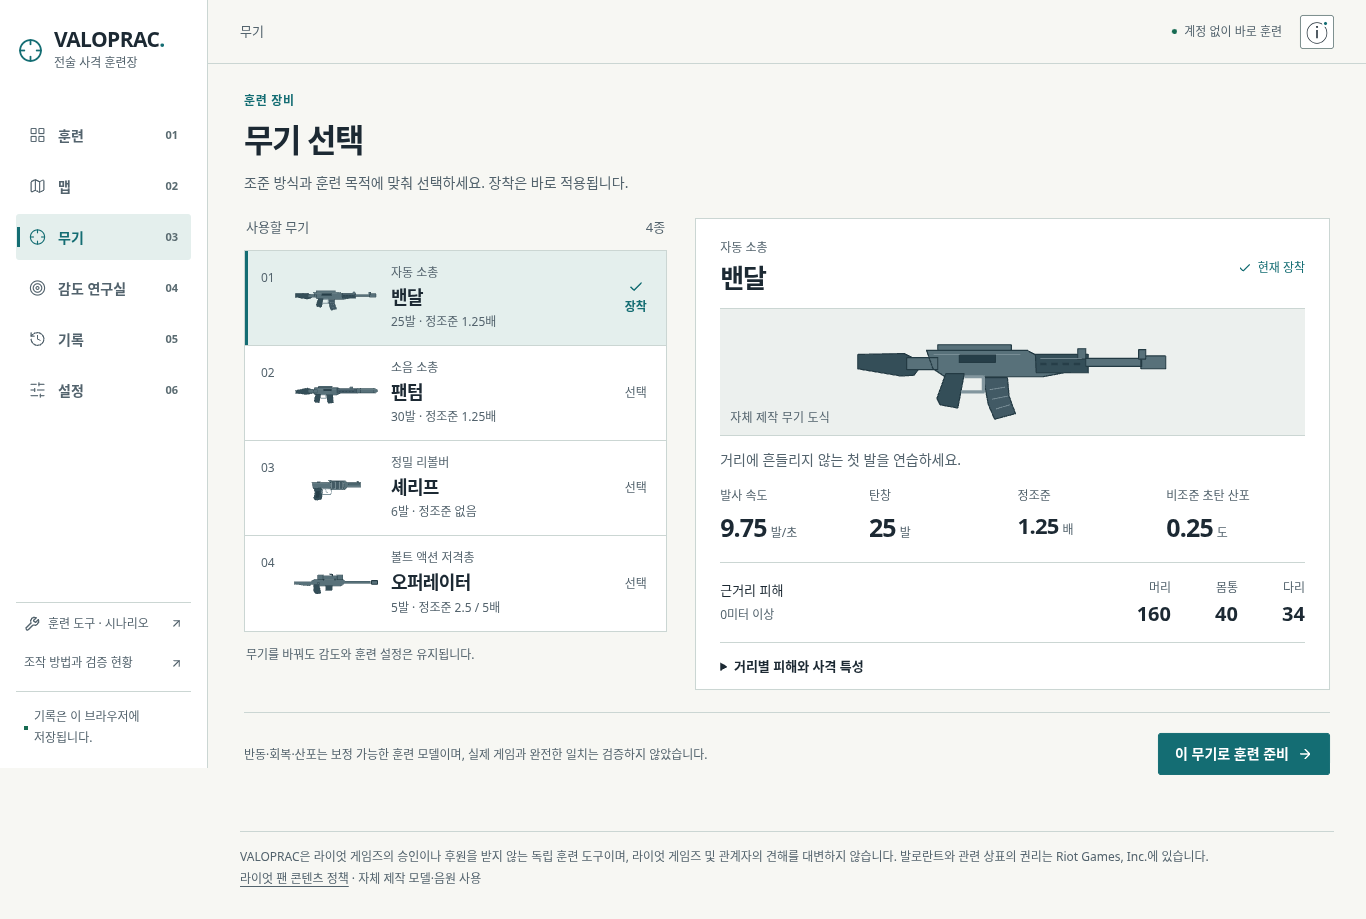 VALOPRAC.
전술 사격 훈련장
훈련 01
맵 02
무기 03
감도 연구실 04
기록 05
설정 06
훈련 도구 · 시나리오
조작 방법과 검증 현황
기록은 이 브라우저에
저장됩니다.
무기
계정 없이 바로 훈련
훈련 장비
무기 선택
조준 방식과 훈련 목적에 맞춰 선택하세요. 장착은 바로 적용됩니다.
사용할 무기 4종
01
자동 소총
밴달
25발 · 정조준 1.25배
장착
02
소음 소총
팬텀
30발 · 정조준 1.25배
선택
03
정밀 리볼버
셰리프
6발 · 정조준 없음
선택
04
볼트 액션 저격총
오퍼레이터
5발 · 정조준 2.5 / 5배
선택
무기를 바꿔도 감도와 훈련 설정은 유지됩니다.
자동 소총
밴달
현재 장착
자체 제작 무기 도식
거리에 흔들리지 않는 첫 발을 연습하세요.
발사 속도 탄창 정조준 비조준 초탄 산포
9.75 발/초 25 발 1.25 배 0.25 도
근거리 피해 머리 몸통 다리
0미터 이상 160 40 34
거리별 피해와 사격 특성
반동·회복·산포는 보정 가능한 훈련 모델이며, 실제 게임과 완전한 일치는 검증하지 않았습니다.
이 무기로 훈련 준비
VALOPRAC은 라이엇 게임즈의 승인이나 후원을 받지 않는 독립 훈련 도구이며, 라이엇 게임즈 및 관계자의 견해를 대변하지 않습니다. 발로란트와 관련 상표의 권리는 Riot Games, Inc.에 있습니다.
라이엇 팬 콘텐츠 정책 · 자체 제작 모델·음원 사용